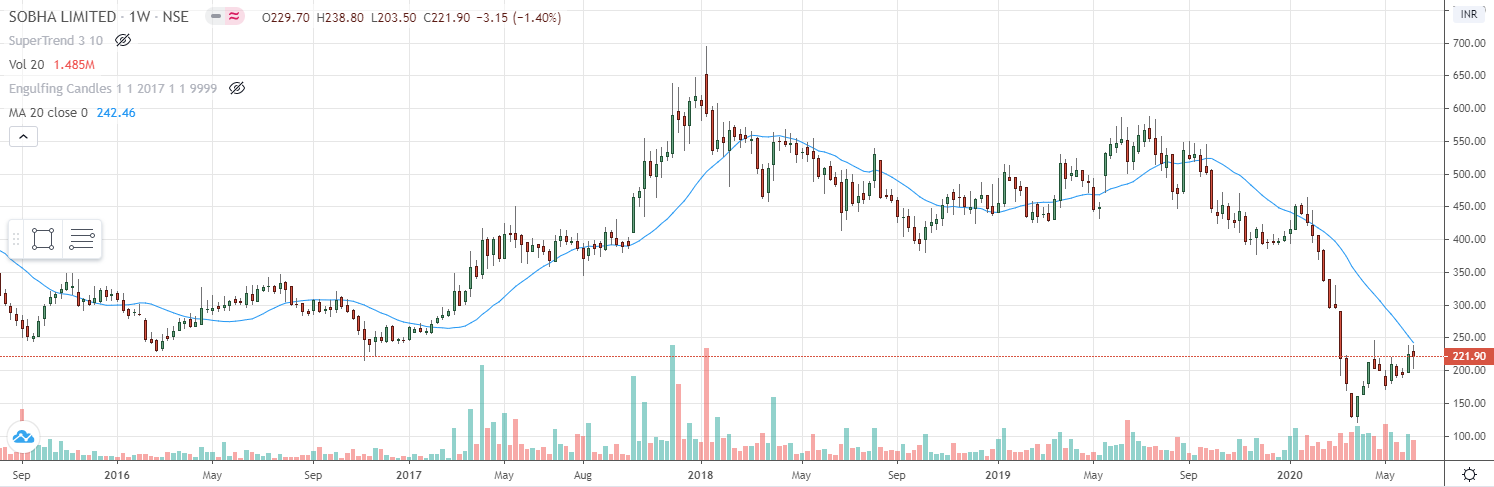 SOBHA LIMITED · 1W · NSE O229.70 H238.80 L203.50 C221.90 −3.15 (−1.40%)
INR
SuperTrend 3 10
Vol 20 1.485M
Engulfing Candles 1 1 2017 1 1 9999
MA 20 close 0 242.46
700.00
650.00
600.00
550.00
500.00
450.00
400.00
350.00
300.00
250.00
221.90
200.00
150.00
100.00
Sep 2016 May Sep 2017 May Aug 2018 May Sep 2019 May Sep 2020 May